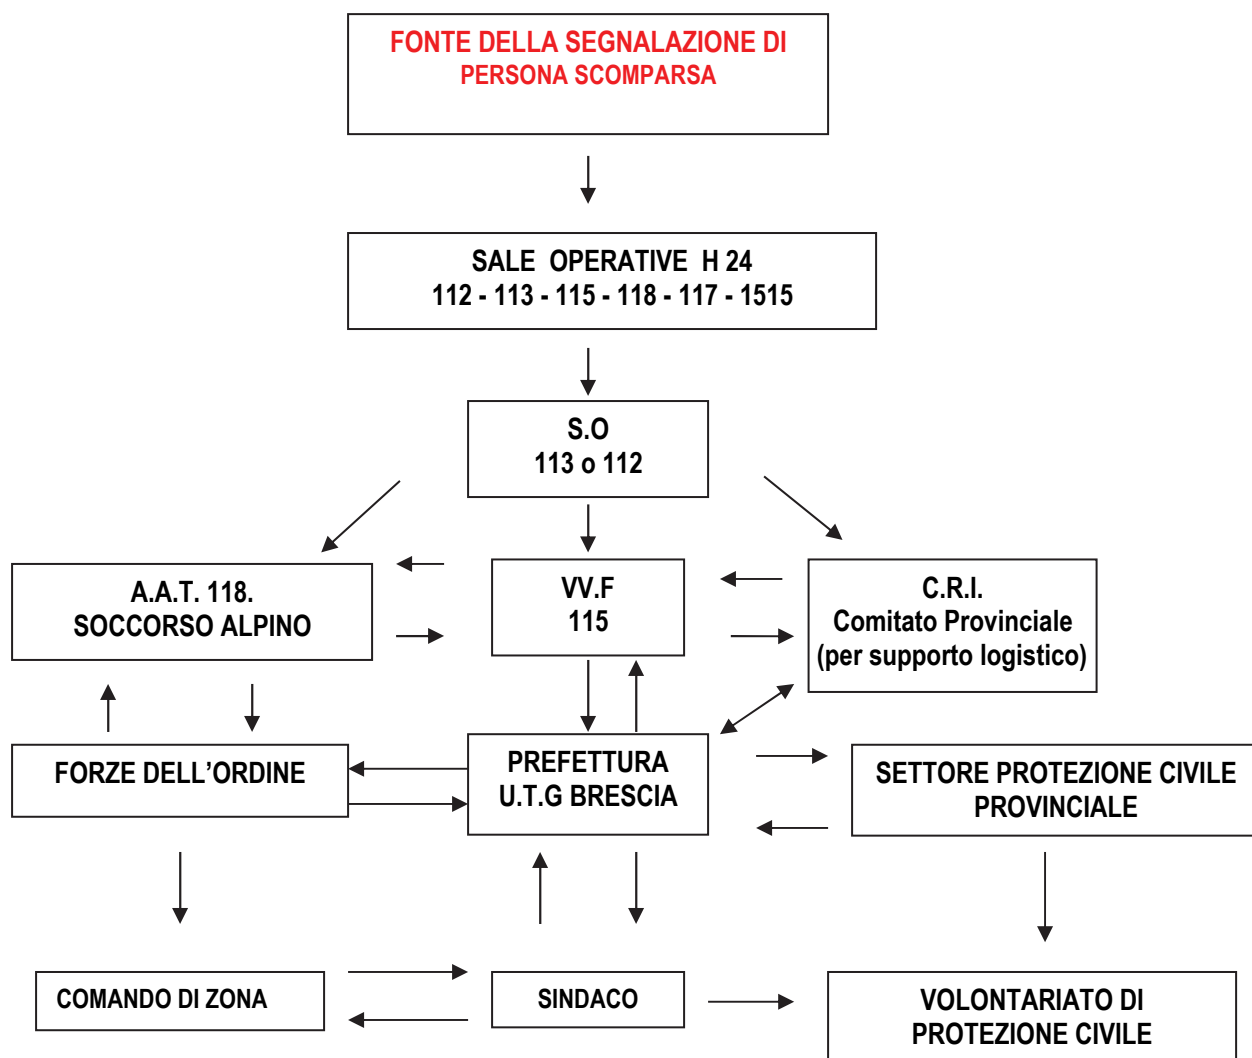 FONTE DELLA SEGNALAZIONE DI
PERSONA SCOMPARSA
SALE OPERATIVE H 24
112 - 113 - 115 - 118 - 117 - 1515
S.O
113 o 112
A.A.T. 118.
SOCCORSO ALPINO
VV.F
115
C.R.I.
Comitato Provinciale
(per supporto logistico)
FORZE DELL’ORDINE
PREFETTURA
U.T.G BRESCIA
SETTORE PROTEZIONE CIVILE
PROVINCIALE
COMANDO DI ZONA
SINDACO
VOLONTARIATO DI
PROTEZIONE CIVILE